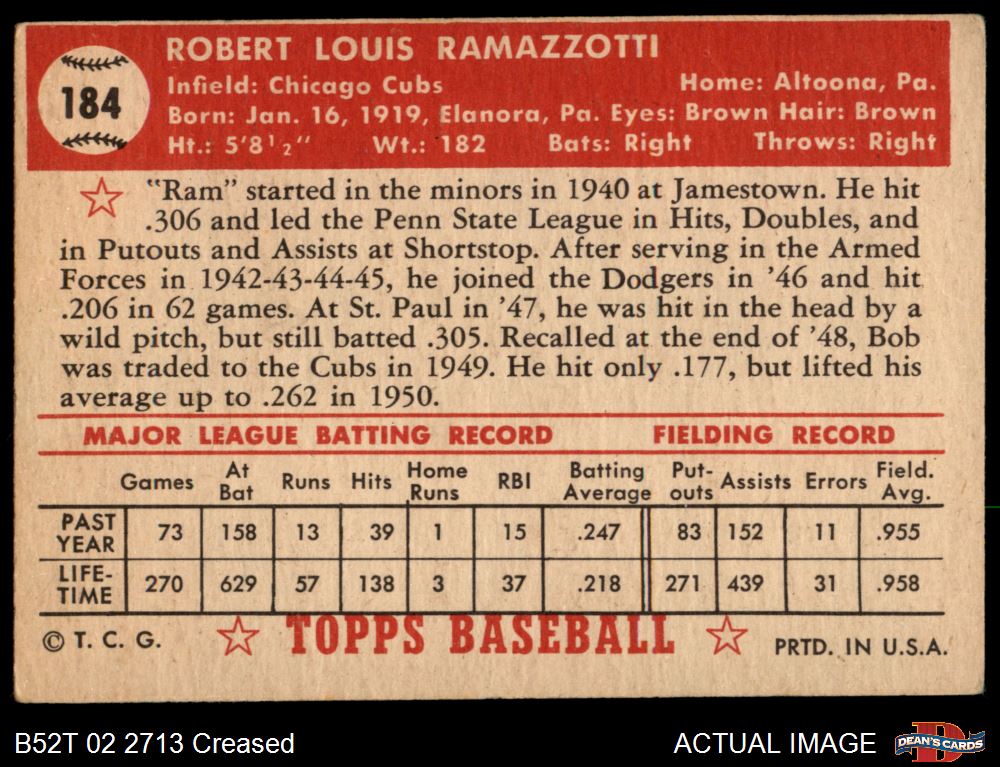 184
ROBERT LOUIS RAMAZZOTTI
Infield: Chicago Cubs Home: Altoona, Pa.
Born: Jan. 16, 1919, Elanora, Pa. Eyes: Brown Hair: Brown
Ht.: 5'8½" Wt.: 182 Bats: Right Throws: Right
"Ram" started in the minors in 1940 at Jamestown. He hit
.306 and led the Penn State League in Hits, Doubles, and
in Putouts and Assists at Shortstop. After serving in the Armed
Forces in 1942-43-44-45, he joined the Dodgers in '46 and hit
.206 in 62 games. At St. Paul in '47, he was hit in the head by a
wild pitch, but still batted .305. Recalled at the end of '48, Bob
was traded to the Cubs in 1949. He hit only .177, but lifted his
average up to .262 in 1950.
MAJOR LEAGUE BATTING RECORD FIELDING RECORD
Games At Bat Runs Hits Home Runs RBI Batting Average Put-outs Assists Errors Field. Avg.
PAST YEAR 73 158 13 39 1 15 .247 83 152 11 .955
LIFE-TIME 270 629 57 138 3 37 .218 271 439 31 .958
© T. C. G. TOPPS BASEBALL PRTD. IN U.S.A.
B52T 02 2713 Creased ACTUAL IMAGE D DEAN'S CARDS